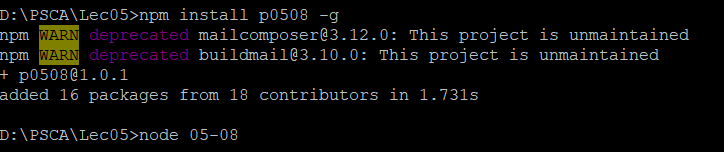 D:\PSCA\Lec05>npm install p0508 -g
npm WARN deprecated mailcomposer@3.12.0: This project is unmaintained
npm WARN deprecated buildmail@3.10.0: This project is unmaintained
+ p0508@1.0.1
added 16 packages from 18 contributors in 1.731s
D:\PSCA\Lec05>node 05-08